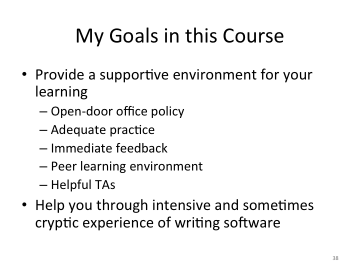 My Goals in this Course
• Provide a supportive environment for your
learning
– Open-door office policy
– Adequate practice
– Immediate feedback
– Peer learning environment
– Helpful TAs
• Help you through intensive and sometimes
cryptic experience of writing software
38